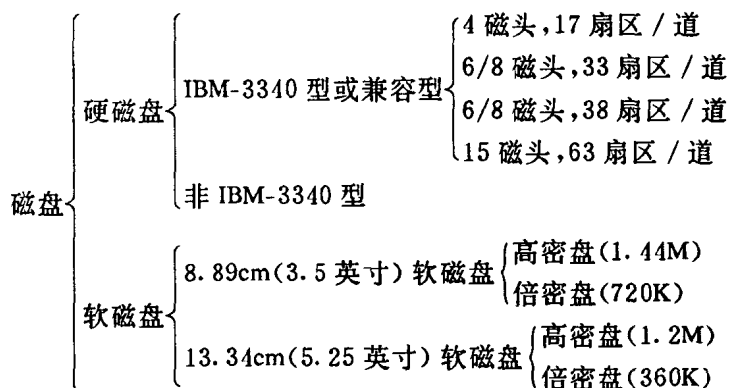 4 磁头,17 扇区 / 道
6/8 磁头,33 扇区 / 道
硬磁盘 IBM-3340 型或兼容型
6/8 磁头,38 扇区 / 道
15 磁头,63 扇区 / 道
磁盘 非 IBM-3340 型
高密盘(1.44M)
8.89cm(3.5 英寸) 软磁盘
倍密盘(720K)
软磁盘
高密盘(1.2M)
13.34cm(5.25 英寸) 软磁盘
倍密盘(360K)